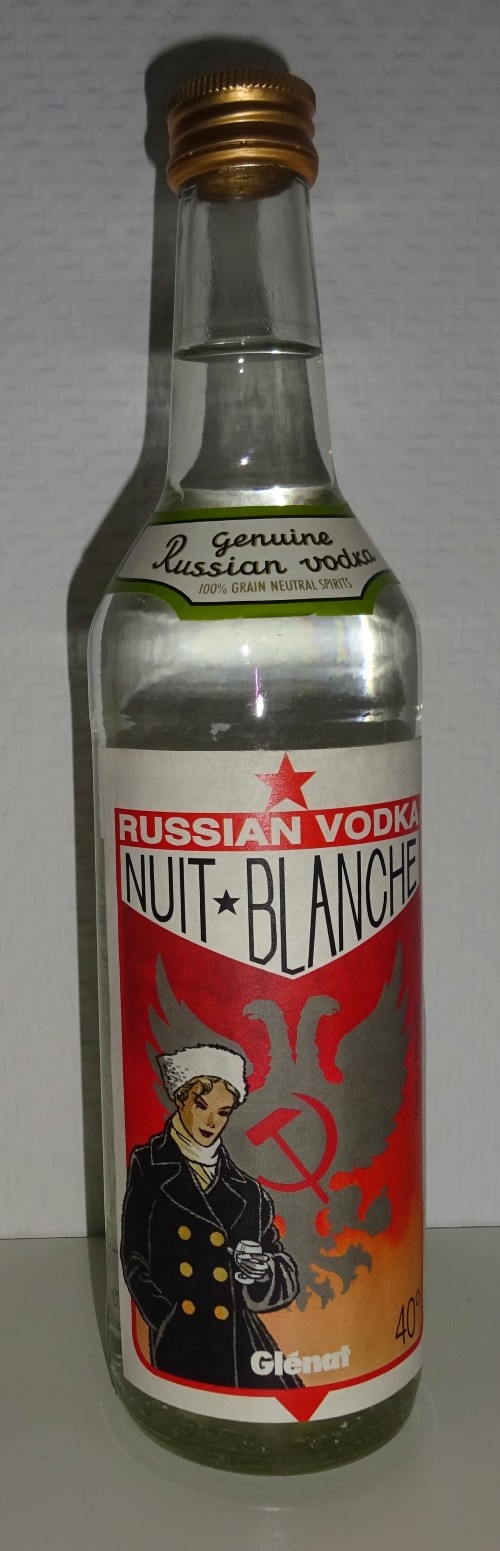 Genuine
Russian vodka
100% GRAIN NEUTRAL SPIRITS
RUSSIAN VODKA
NUIT★BLANCHE
40°
Glénat